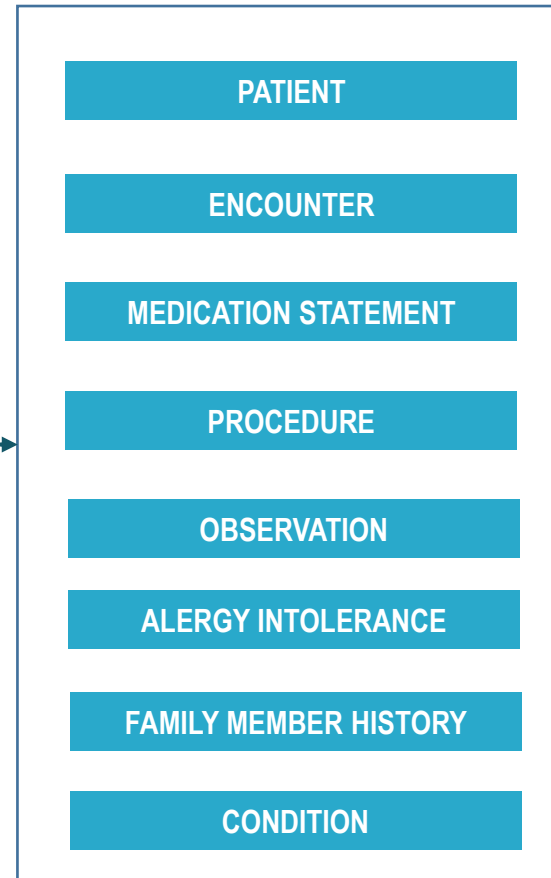 PATIENT
ENCOUNTER
MEDICATION STATEMENT
PROCEDURE
OBSERVATION
ALERGY INTOLERANCE
FAMILY MEMBER HISTORY
CONDITION